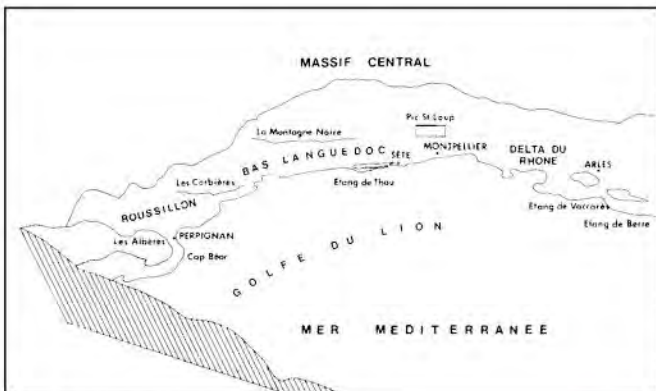 MASSIF CENTRAL
Pic St Loup
La Montagne Noire
BAS LANGUEDOC
SÈTE
MONTPELLIER
DELTA DU
RHONE
ARLES
Les Corbières
Etang de Thau
ROUSSILLON
Etang de Vaccarès
Etang de Berre
Les Albères
PERPIGNAN
Cap Béar
GOLFE DU LION
MER MEDITERRANEE